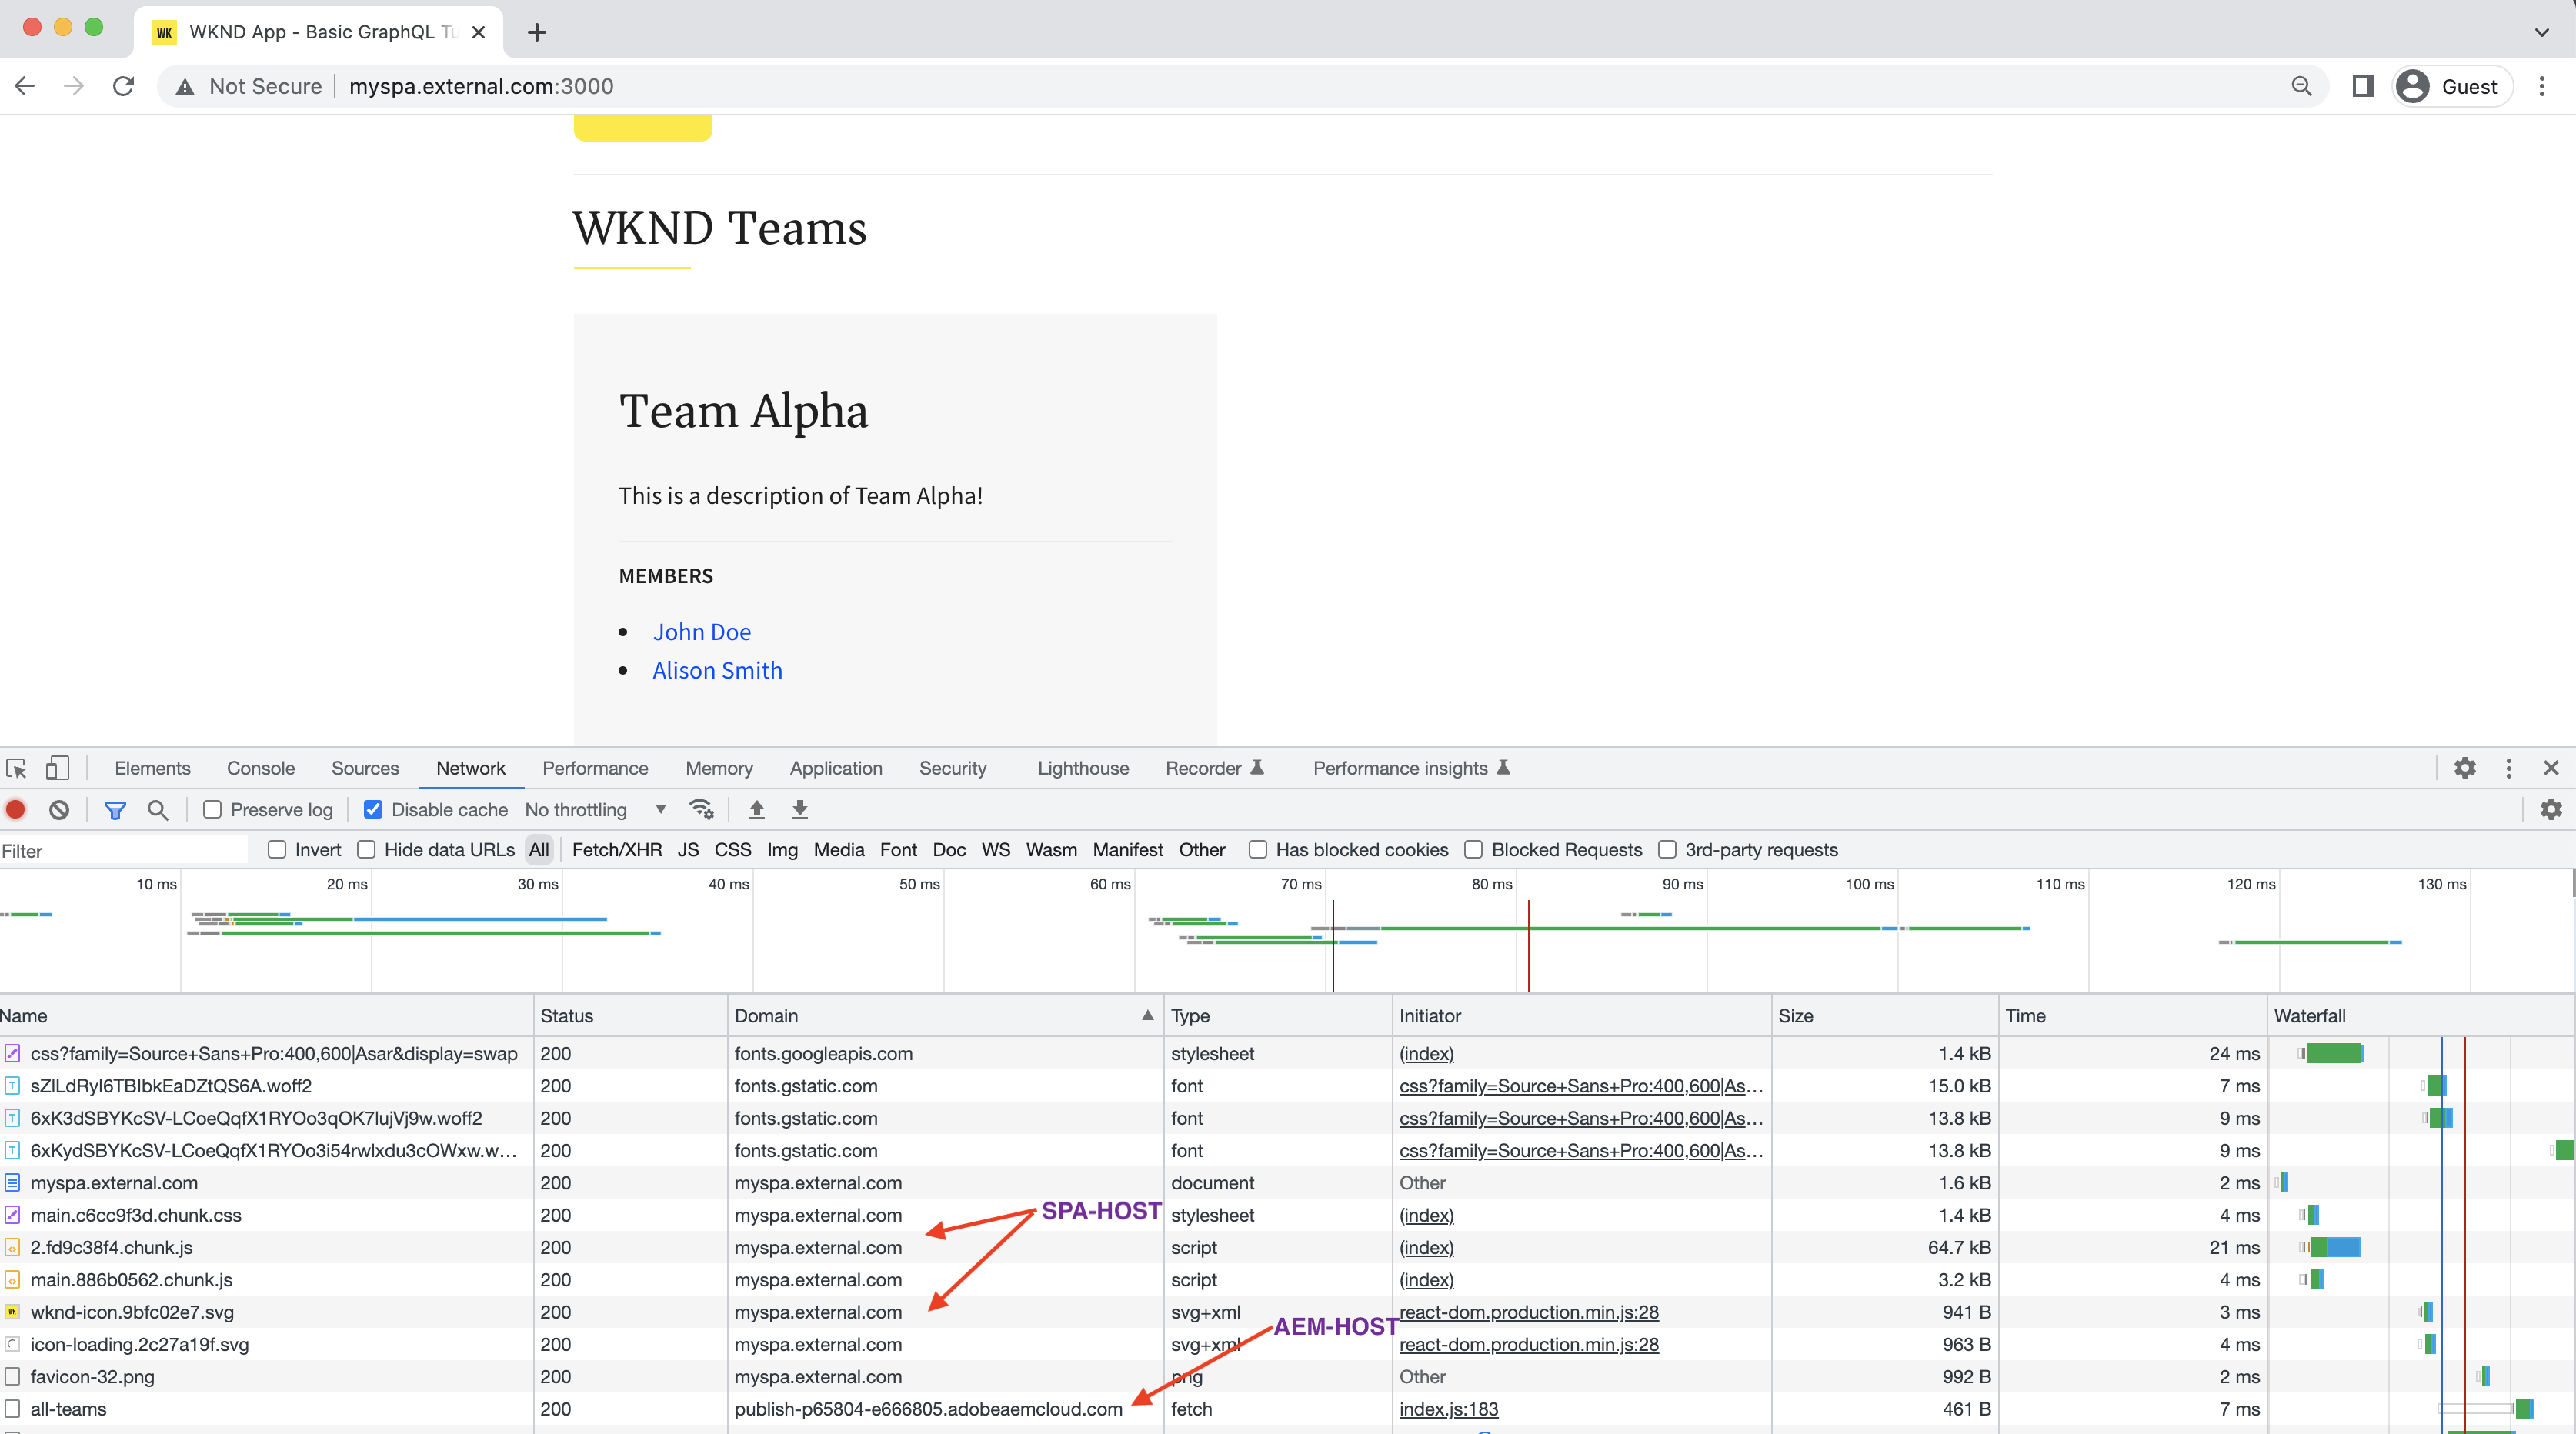 WK WKND App - Basic GraphQL Tu
Not Secure myspa.external.com:3000 Guest
WKND Teams
Team Alpha
This is a description of Team Alpha!
MEMBERS
John Doe
Alison Smith
Elements Console Sources Network Performance Memory Application Security Lighthouse Recorder Performance insights
Preserve log Disable cache No throttling
Filter Invert Hide data URLs All Fetch/XHR JS CSS Img Media Font Doc WS Wasm Manifest Other Has blocked cookies Blocked Requests 3rd-party requests
10 ms 20 ms 30 ms 40 ms 50 ms 60 ms 70 ms 80 ms 90 ms 100 ms 110 ms 120 ms 130 ms
Name Status Domain Type Initiator Size Time Waterfall
css?family=Source+Sans+Pro:400,600|Asar&display=swap 200 fonts.googleapis.com stylesheet (index) 1.4 kB 24 ms
sZlLdRyI6TBIbkEaDZtQS6A.woff2 200 fonts.gstatic.com font css?family=Source+Sans+Pro:400,600|As... 15.0 kB 7 ms
6xK3dSBYKcSV-LCoeQqfX1RYOo3qOK7lujVj9w.woff2 200 fonts.gstatic.com font css?family=Source+Sans+Pro:400,600|As... 13.8 kB 9 ms
6xKydSBYKcSV-LCoeQqfX1RYOo3i54rwlxdu3cOWxw.w... 200 fonts.gstatic.com font css?family=Source+Sans+Pro:400,600|As... 13.8 kB 9 ms
myspa.external.com 200 myspa.external.com document Other 1.6 kB 2 ms
main.c6cc9f3d.chunk.css 200 myspa.external.com SPA-HOST stylesheet (index) 1.4 kB 4 ms
2.fd9c38f4.chunk.js 200 myspa.external.com script (index) 64.7 kB 21 ms
main.886b0562.chunk.js 200 myspa.external.com script (index) 3.2 kB 4 ms
wknd-icon.9bfc02e7.svg 200 myspa.external.com svg+xml AEM-HOST react-dom.production.min.js:28 941 B 3 ms
icon-loading.2c27a19f.svg 200 myspa.external.com svg+xml react-dom.production.min.js:28 963 B 4 ms
favicon-32.png 200 myspa.external.com png Other 992 B 2 ms
all-teams 200 publish-p65804-e666805.adobeaemcloud.com fetch index.js:183 461 B 7 ms